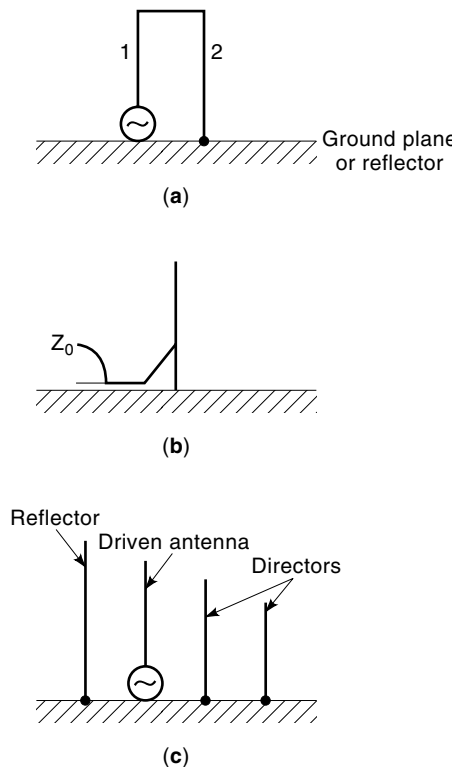 1 2
Ground plane
or reflector
(a)
Z0
(b)
Reflector
Driven antenna
Directors
(c)